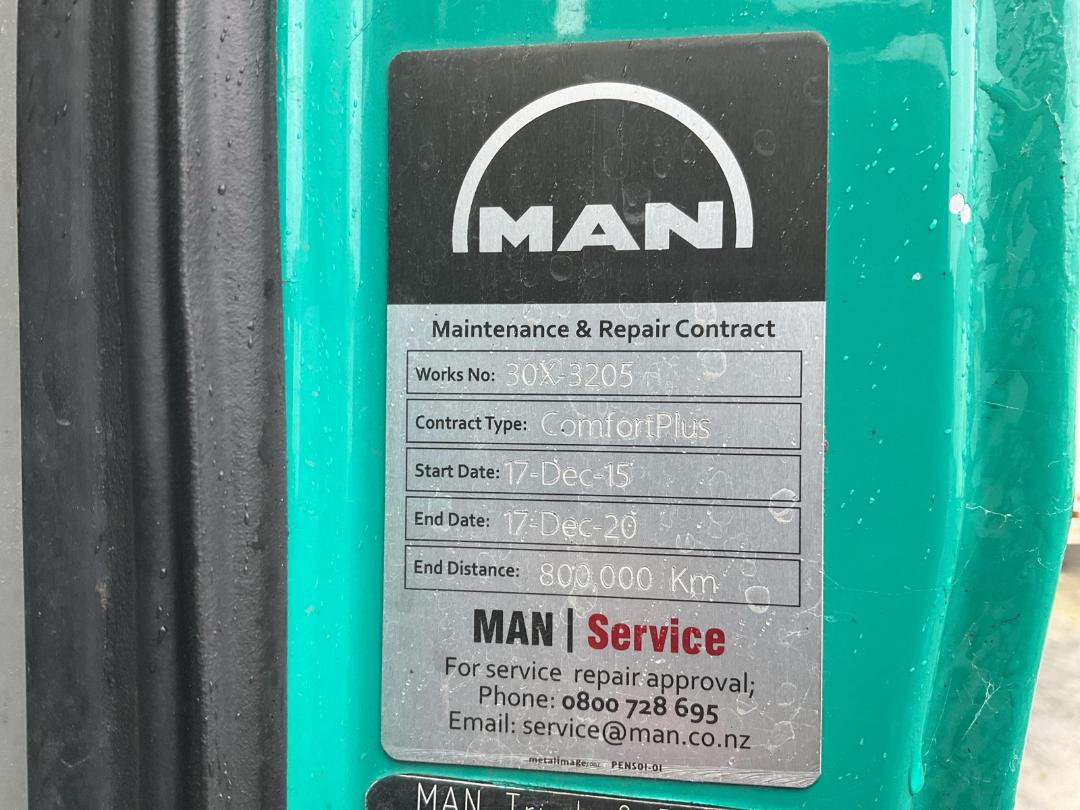 MAN
Maintenance & Repair Contract
Works No: 30X-3205
Contract Type: ComfortPlus
Start Date: 17-Dec-15
End Date: 17-Dec-20
End Distance: 800,000 Km
MAN | Service
For service repair approval;
Phone: 0800 728 695
Email: service@man.co.nz
metalimage PENS01-01
MAN